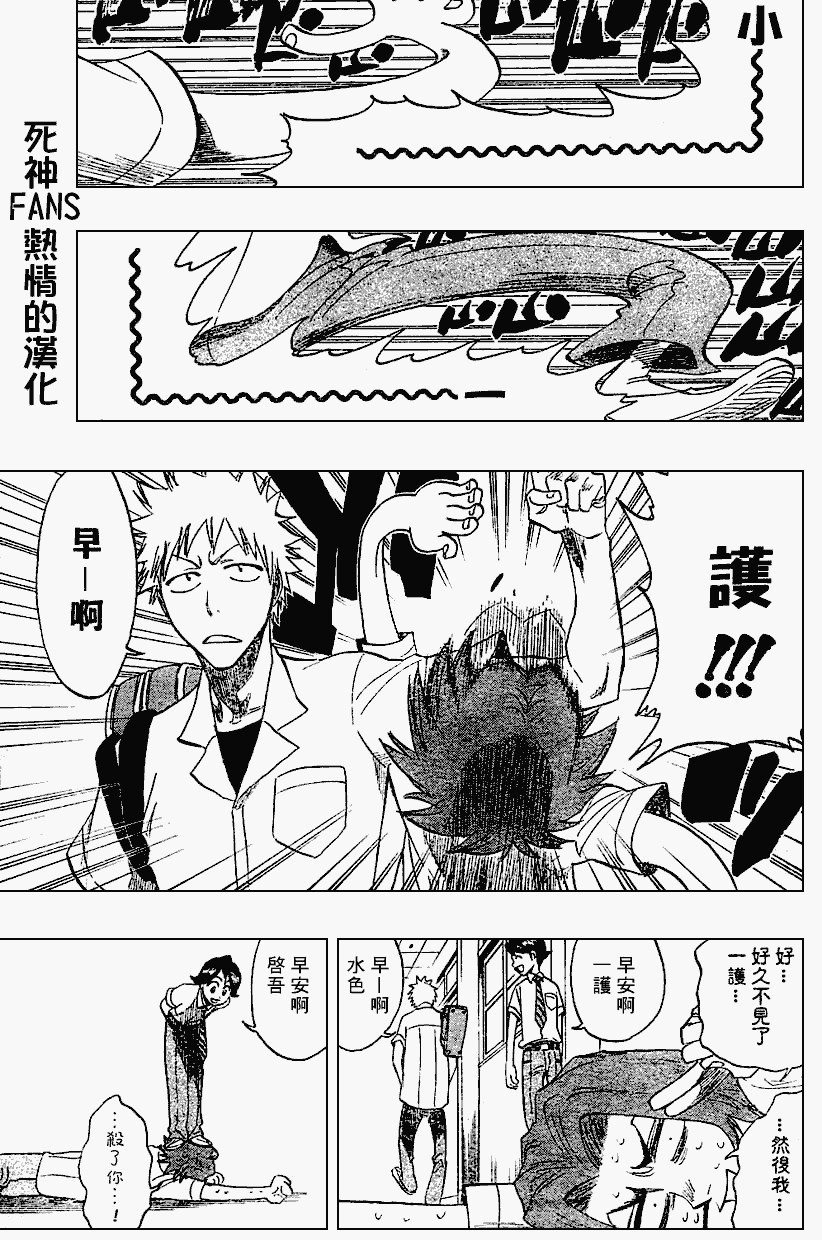 小
死神
FANS
熱情的漢化
一
護
!!!
早ー啊
好…
好久不見了
一護…
…然後我…
早安啊
一護
早ー啊
水色
早安啊
啓吾
…殺了你…!